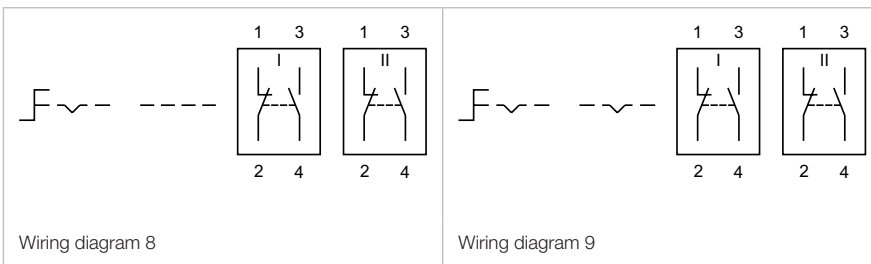 1 3 1 3 1 3 1 3
I II I II
2 4 2 4 2 4 2 4
Wiring diagram 8 Wiring diagram 9